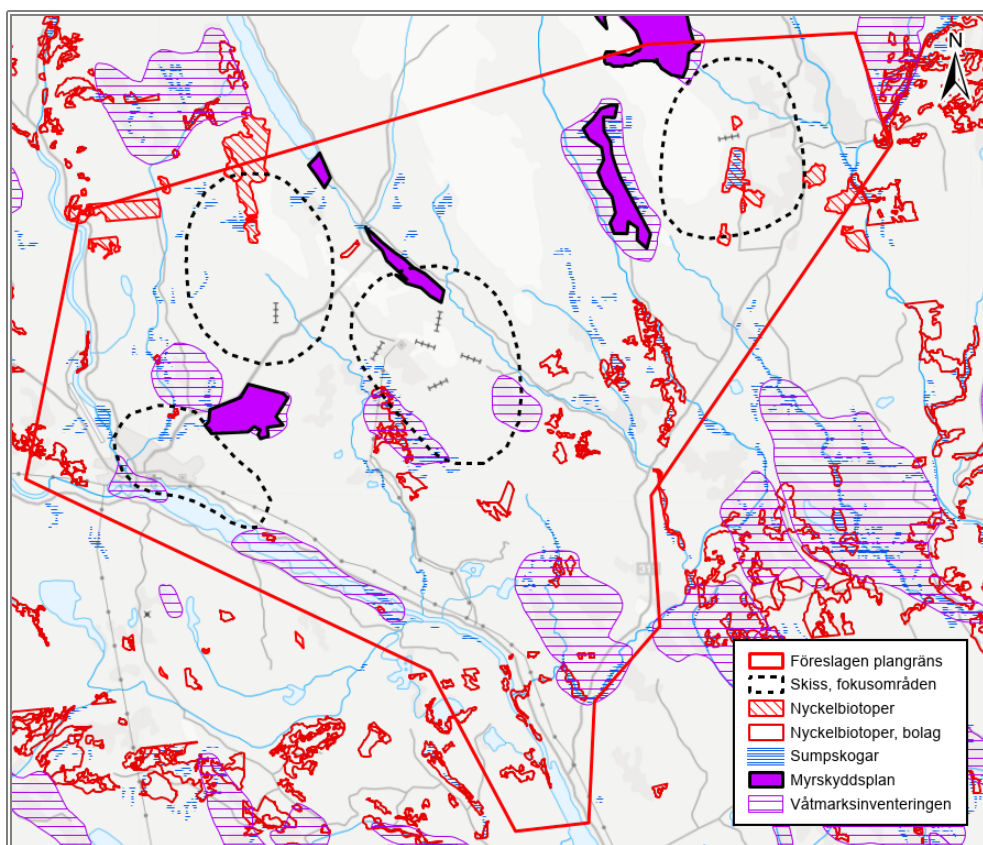 N
Föreslagen plangräns
Skiss, fokusområden
Nyckelbiotoper
Nyckelbiotoper, bolag
Sumpskogar
Myrskyddsplan
Våtmarksinventeringen